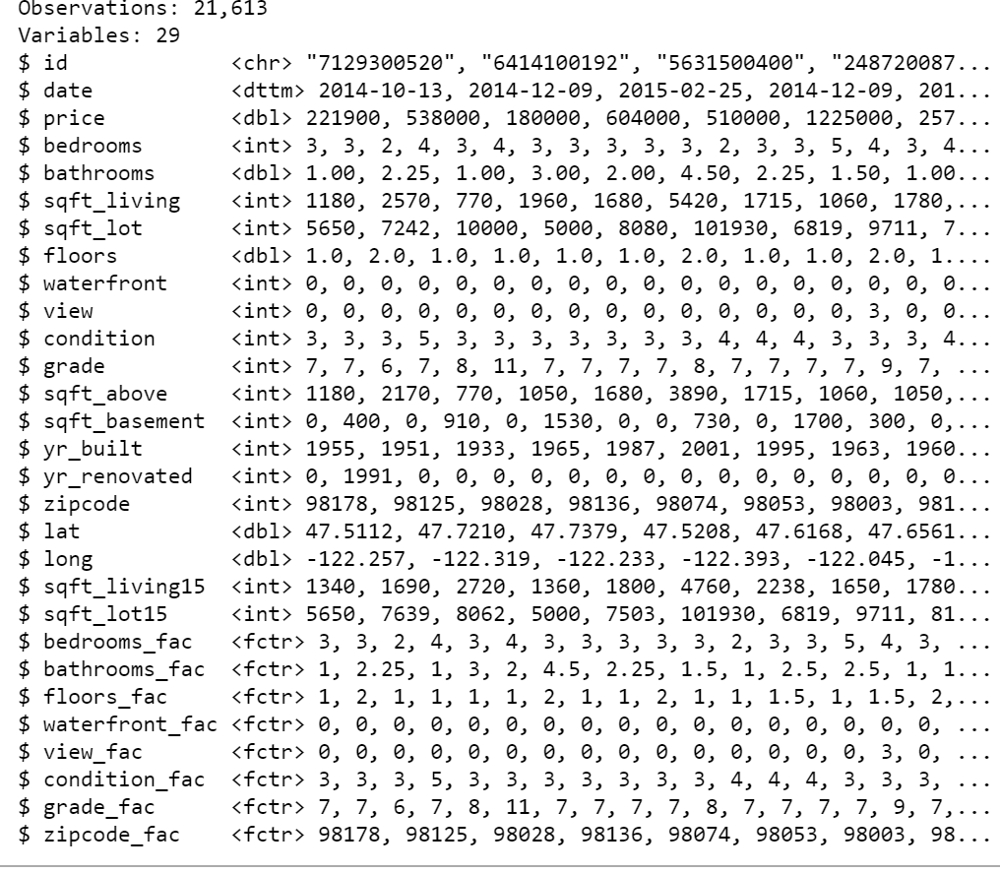 Observations: 21,613
Variables: 29
$ id <chr> "7129300520", "6414100192", "5631500400", "248720087...
$ date <dttm> 2014-10-13, 2014-12-09, 2015-02-25, 2014-12-09, 201...
$ price <dbl> 221900, 538000, 180000, 604000, 510000, 1225000, 257...
$ bedrooms <int> 3, 3, 2, 4, 3, 4, 3, 3, 3, 3, 3, 2, 3, 3, 5, 4, 3, 4...
$ bathrooms <dbl> 1.00, 2.25, 1.00, 3.00, 2.00, 4.50, 2.25, 1.50, 1.00...
$ sqft_living <int> 1180, 2570, 770, 1960, 1680, 5420, 1715, 1060, 1780,...
$ sqft_lot <int> 5650, 7242, 10000, 5000, 8080, 101930, 6819, 9711, 7...
$ floors <dbl> 1.0, 2.0, 1.0, 1.0, 1.0, 1.0, 2.0, 1.0, 1.0, 2.0, 1....
$ waterfront <int> 0, 0, 0, 0, 0, 0, 0, 0, 0, 0, 0, 0, 0, 0, 0, 0, 0, 0...
$ view <int> 0, 0, 0, 0, 0, 0, 0, 0, 0, 0, 0, 0, 0, 0, 0, 3, 0, 0...
$ condition <int> 3, 3, 3, 5, 3, 3, 3, 3, 3, 3, 3, 4, 4, 4, 3, 3, 3, 4...
$ grade <int> 7, 7, 6, 7, 8, 11, 7, 7, 7, 7, 8, 7, 7, 7, 7, 9, 7, ...
$ sqft_above <int> 1180, 2170, 770, 1050, 1680, 3890, 1715, 1060, 1050,...
$ sqft_basement <int> 0, 400, 0, 910, 0, 1530, 0, 0, 730, 0, 1700, 300, 0,...
$ yr_built <int> 1955, 1951, 1933, 1965, 1987, 2001, 1995, 1963, 1960...
$ yr_renovated <int> 0, 1991, 0, 0, 0, 0, 0, 0, 0, 0, 0, 0, 0, 0, 0, 0, 0...
$ zipcode <int> 98178, 98125, 98028, 98136, 98074, 98053, 98003, 981...
$ lat <dbl> 47.5112, 47.7210, 47.7379, 47.5208, 47.6168, 47.6561...
$ long <dbl> -122.257, -122.319, -122.233, -122.393, -122.045, -1...
$ sqft_living15 <int> 1340, 1690, 2720, 1360, 1800, 4760, 2238, 1650, 1780...
$ sqft_lot15 <int> 5650, 7639, 8062, 5000, 7503, 101930, 6819, 9711, 81...
$ bedrooms_fac <fctr> 3, 3, 2, 4, 3, 4, 3, 3, 3, 3, 3, 2, 3, 3, 5, 4, 3, ...
$ bathrooms_fac <fctr> 1, 2.25, 1, 3, 2, 4.5, 2.25, 1.5, 1, 2.5, 2.5, 1, 1...
$ floors_fac <fctr> 1, 2, 1, 1, 1, 1, 2, 1, 1, 2, 1, 1, 1.5, 1, 1.5, 2,...
$ waterfront_fac <fctr> 0, 0, 0, 0, 0, 0, 0, 0, 0, 0, 0, 0, 0, 0, 0, 0, 0, ...
$ view_fac <fctr> 0, 0, 0, 0, 0, 0, 0, 0, 0, 0, 0, 0, 0, 0, 0, 3, 0, ...
$ condition_fac <fctr> 3, 3, 3, 5, 3, 3, 3, 3, 3, 3, 3, 4, 4, 4, 3, 3, 3, ...
$ grade_fac <fctr> 7, 7, 6, 7, 8, 11, 7, 7, 7, 7, 8, 7, 7, 7, 7, 9, 7,...
$ zipcode_fac <fctr> 98178, 98125, 98028, 98136, 98074, 98053, 98003, 98...